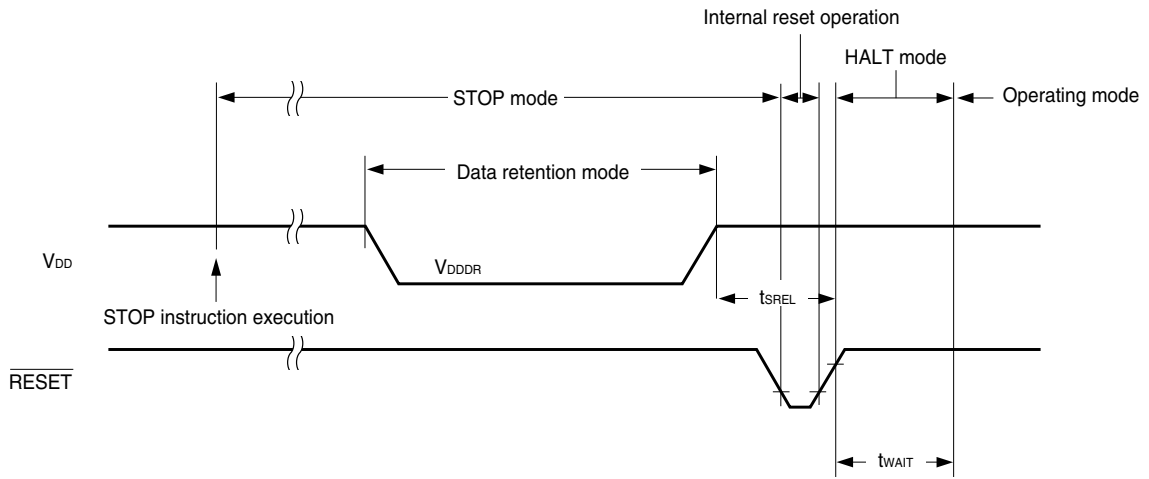 Internal reset operation
HALT mode
STOP mode
Operating mode
Data retention mode
VDD
VDDDR
STOP instruction execution
tSREL
RESET
tWAIT